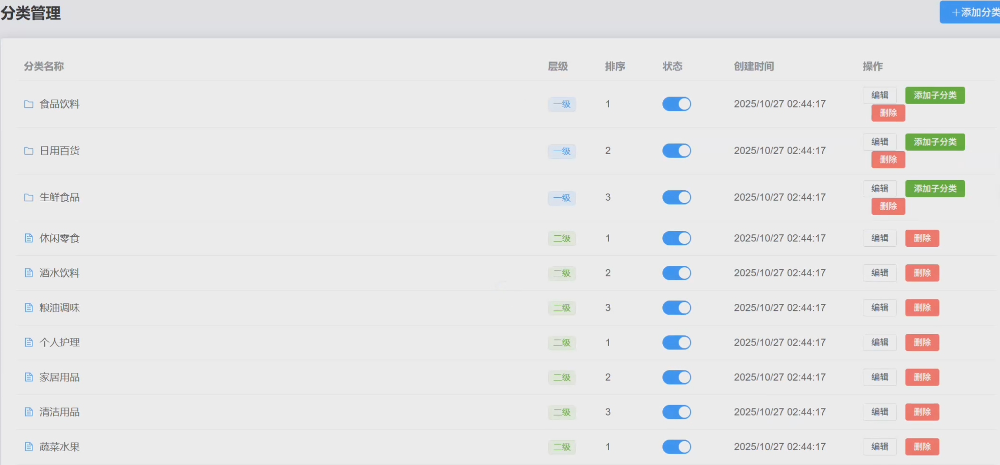 分类管理
+添加分类
分类名称 层级 排序 状态 创建时间 操作
食品饮料 一级 1 2025/10/27 02:44:17 编辑 添加子分类
删除
日用百货 一级 2 2025/10/27 02:44:17 编辑 添加子分类
删除
生鲜食品 一级 3 2025/10/27 02:44:17 编辑 添加子分类
删除
休闲零食 二级 1 2025/10/27 02:44:17 编辑 删除
酒水饮料 二级 2 2025/10/27 02:44:17 编辑 删除
粮油调味 二级 3 2025/10/27 02:44:17 编辑 删除
个人护理 二级 1 2025/10/27 02:44:17 编辑 删除
家居用品 二级 2 2025/10/27 02:44:17 编辑 删除
清洁用品 二级 3 2025/10/27 02:44:17 编辑 删除
蔬菜水果 二级 1 2025/10/27 02:44:17 编辑 删除